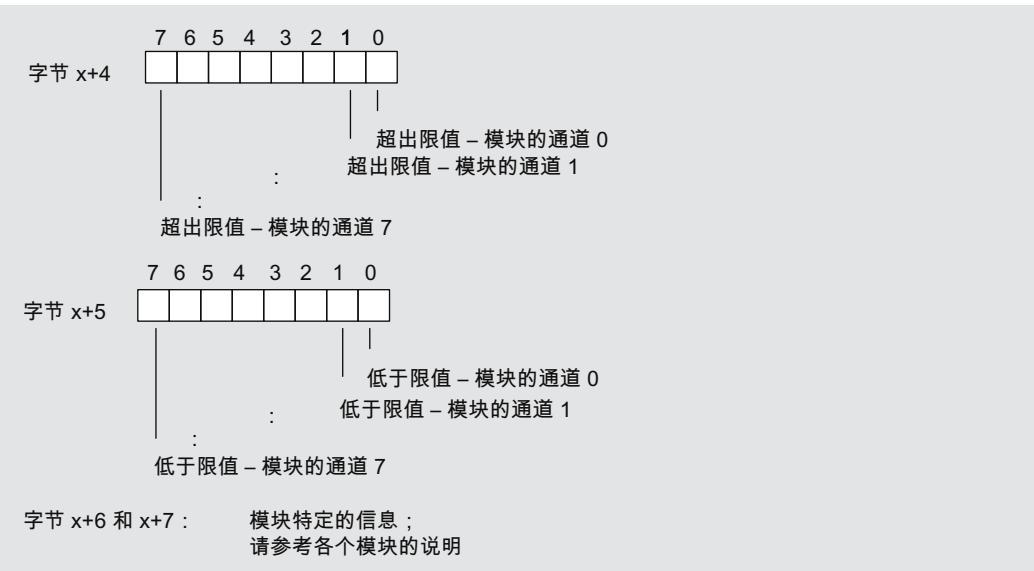 7 6 5 4 3 2 1 0
字节 x+4
超出限值 – 模块的通道 0
超出限值 – 模块的通道 1
:
:
超出限值 – 模块的通道 7
7 6 5 4 3 2 1 0
字节 x+5
低于限值 – 模块的通道 0
低于限值 – 模块的通道 1
:
:
低于限值 – 模块的通道 7
字节 x+6 和 x+7： 模块特定的信息；
请参考各个模块的说明